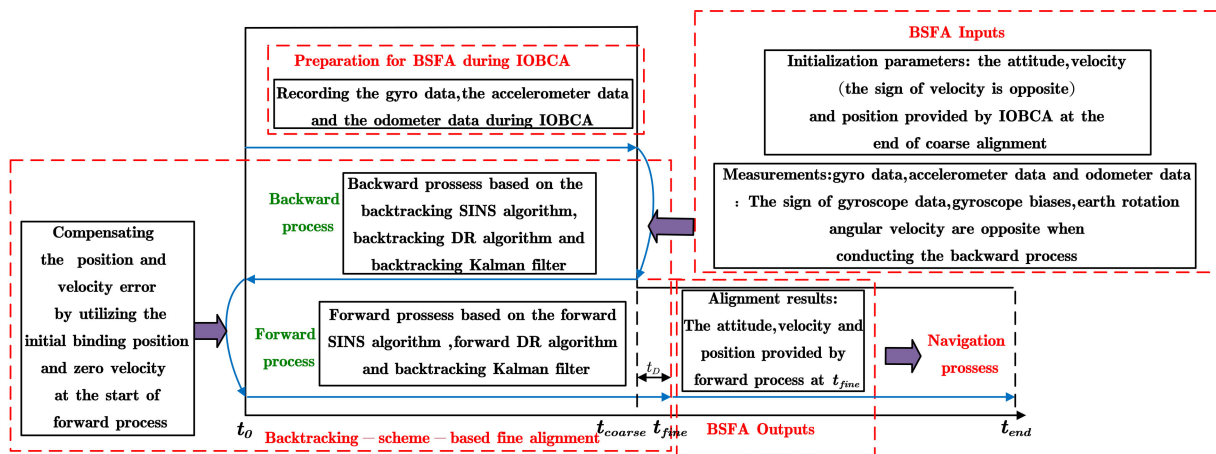 Preparation for BSFA during IOBCA
Recording the gyro data,the accelerometer data
and the odometer data during IOBCA
BSFA Inputs
Initialization parameters: the attitude,velocity
(the sign of velocity is opposite)
and position provided by IOBCA at the
end of coarse alignment
Measurements:gyro data,accelerometer data and odometer data
: The sign of gyroscope data,gyroscope biases,earth rotation
angular velocity are opposite when
conducting the backward process
Backward
process
Backward prossess based on the
backtracking SINS algorithm,
backtracking DR algorithm and
backtracking Kalman filter
Compensating
the position and
velocity error
by utilizing the
initial binding position
and zero velocity
at the start of
forward process
Forward
process
Forward prossess based on the forward
SINS algorithm ,forward DR algorithm
and backtracking Kalman filter
t_D
Alignment results:
The attitude,velocity and
position provided by
forward process at t_fine
Navigation
prossess
t_0
t_coarse
t_fine
t_end
Backtracking – scheme – based fine alignment
BSFA Outputs